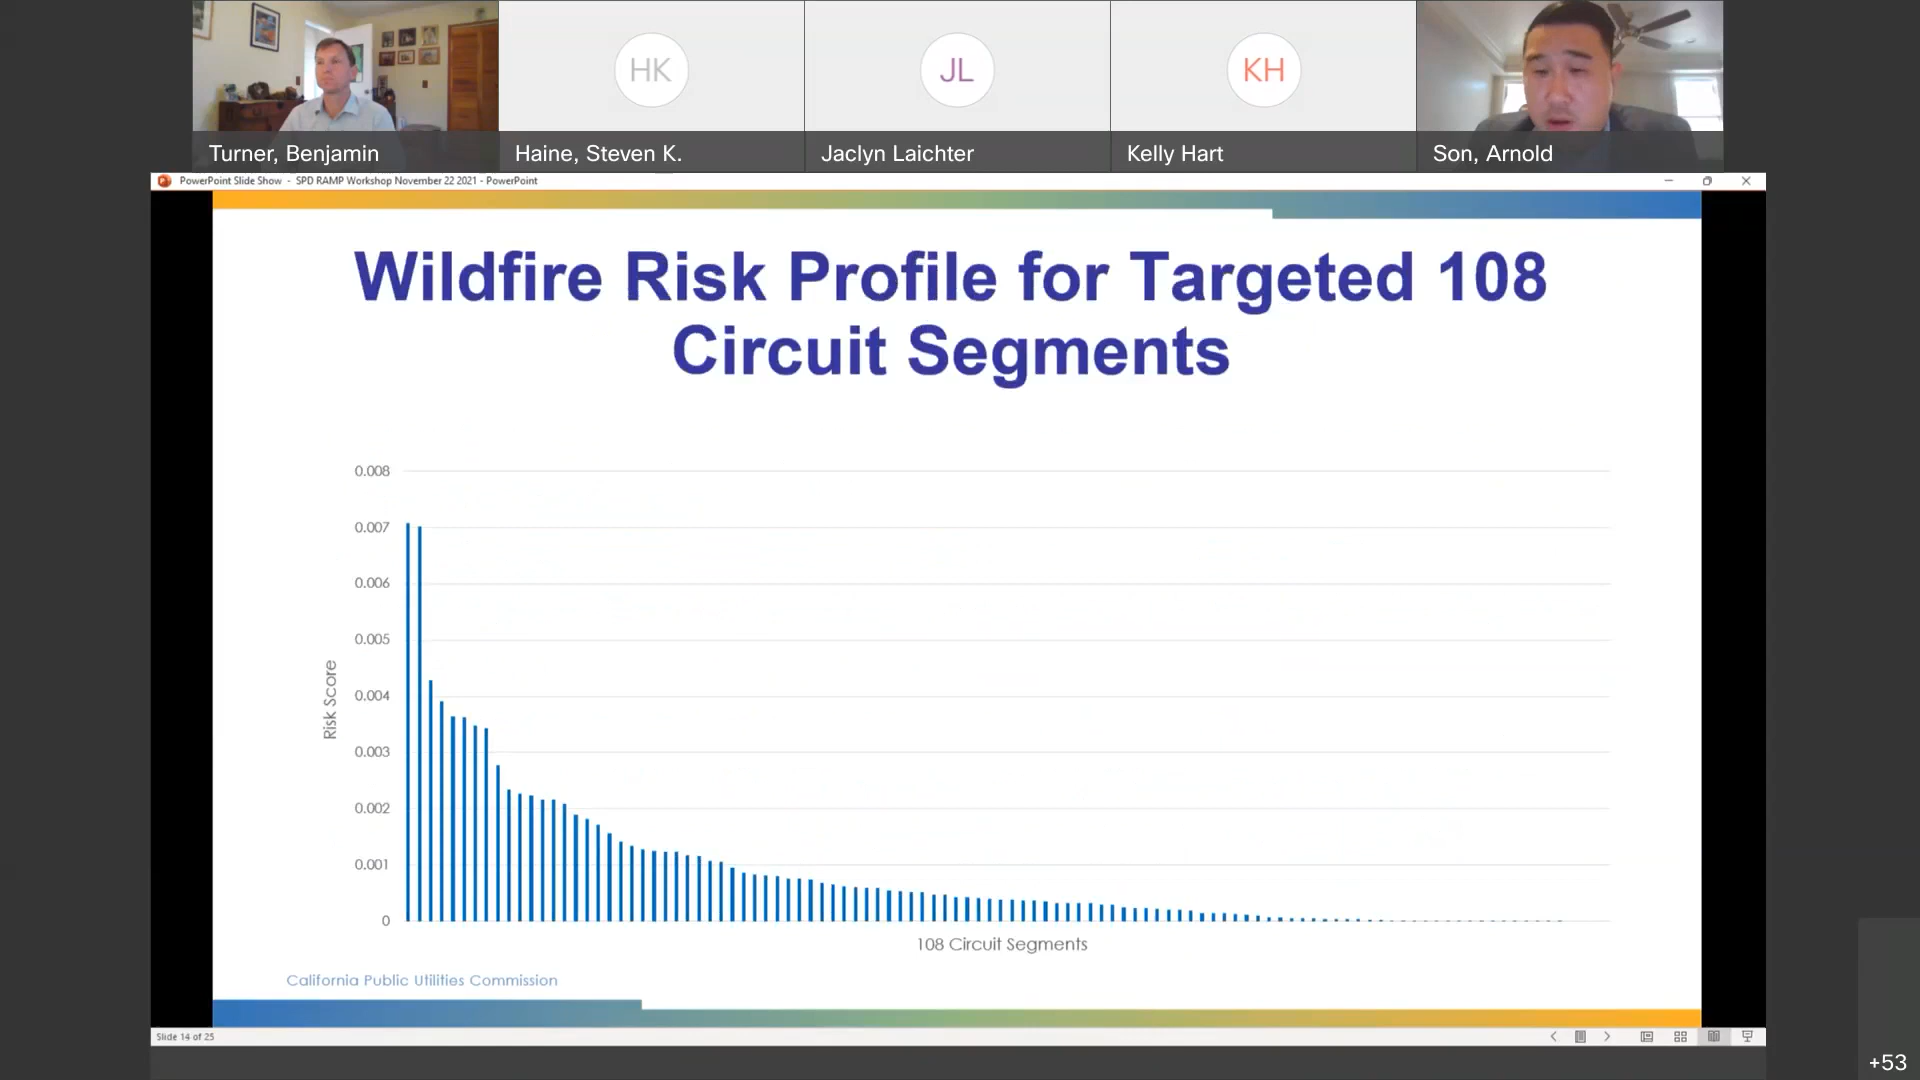 HK
JL
KH
Turner, Benjamin
Haine, Steven K.
Jaclyn Laichter
Kelly Hart
Son, Arnold
PowerPoint Slide Show - SPD RAMP Workshop November 22 2021 - PowerPoint
Wildfire Risk Profile for Targeted 108
Circuit Segments
0.008
0.007
0.006
0.005
0.004
0.003
0.002
0.001
0
Risk Score
108 Circuit Segments
California Public Utilities Commission
Slide 14 of 25
+53